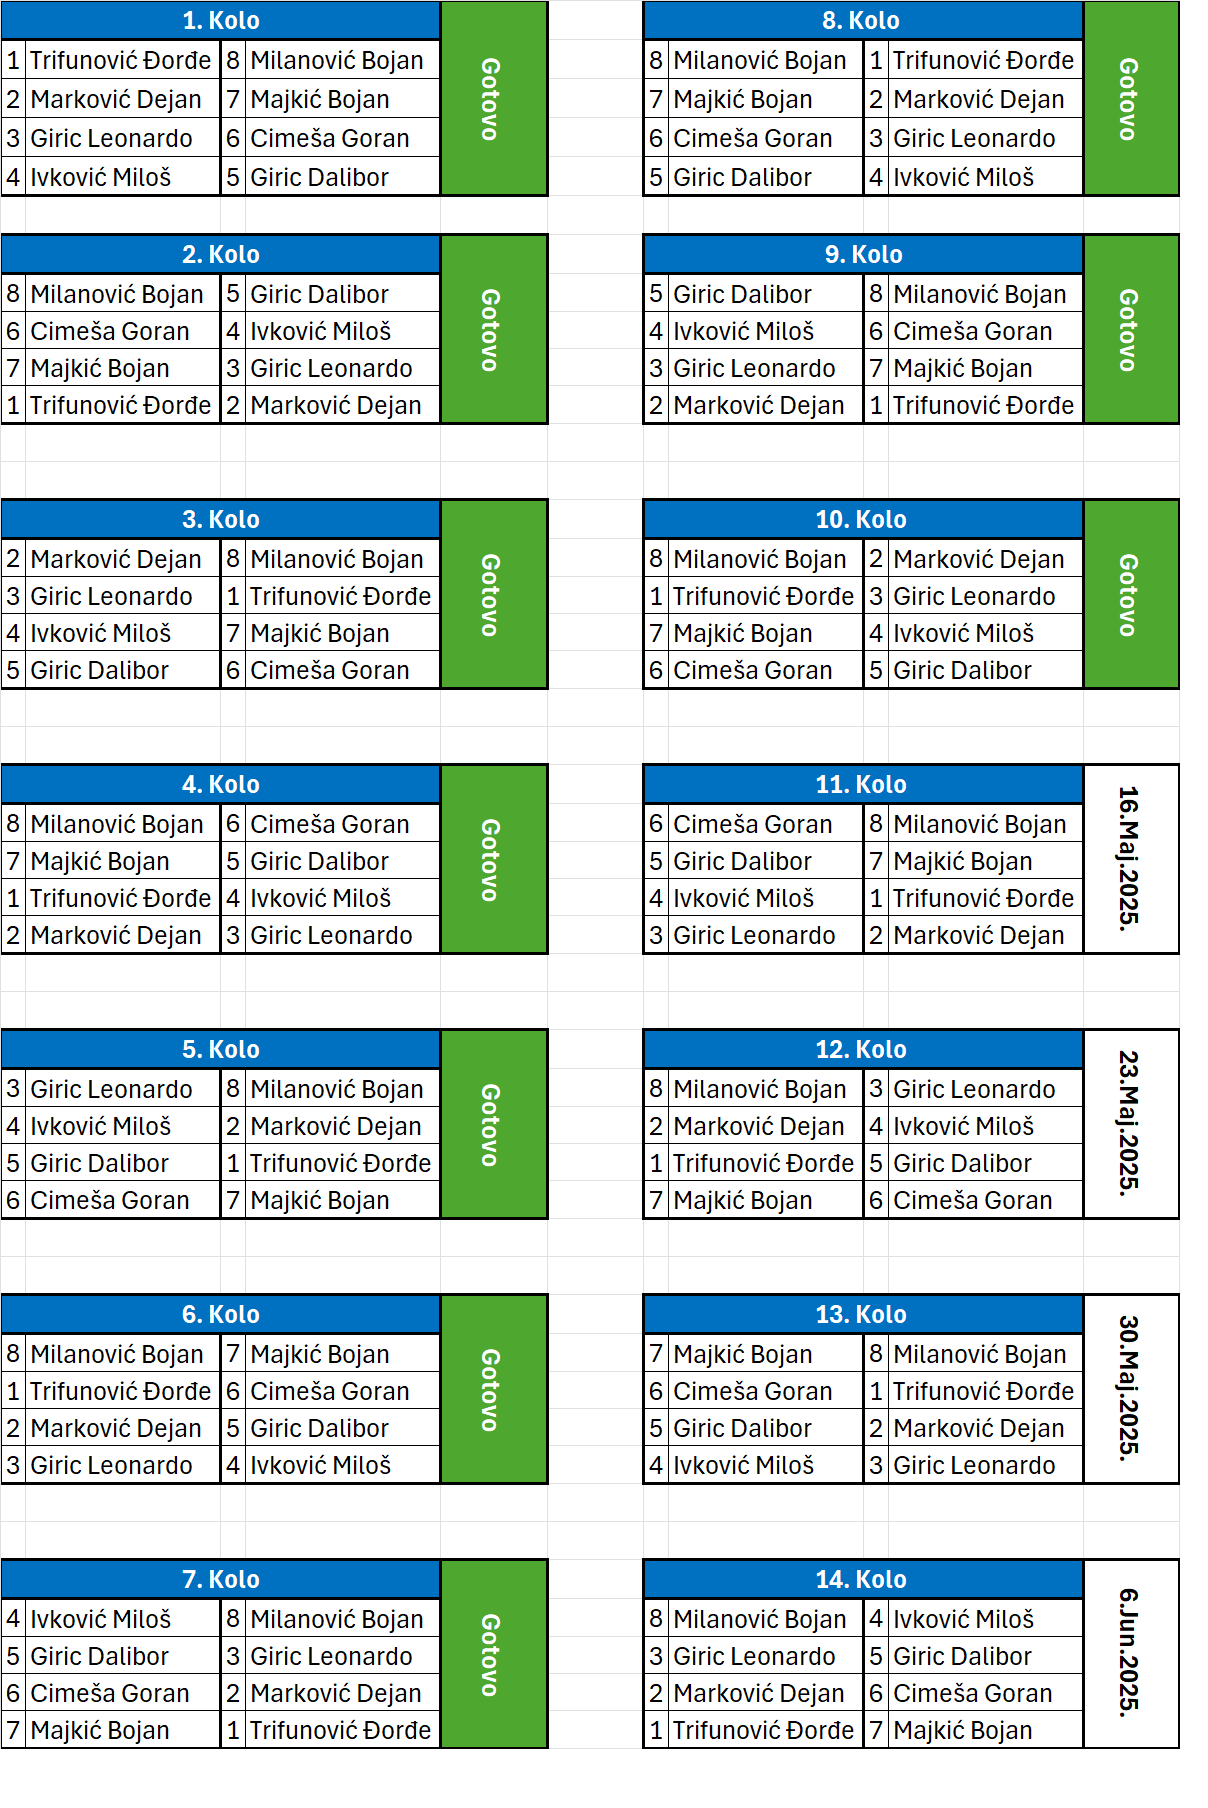 1. Kolo
1 Trifunović Đorđe 8 Milanović Bojan
2 Marković Dejan 7 Majkić Bojan
3 Giric Leonardo 6 Cimeša Goran
4 Ivković Miloš 5 Giric Dalibor
Gotovo
8. Kolo
8 Milanović Bojan 1 Trifunović Đorđe
7 Majkić Bojan 2 Marković Dejan
6 Cimeša Goran 3 Giric Leonardo
5 Giric Dalibor 4 Ivković Miloš
Gotovo
2. Kolo
8 Milanović Bojan 5 Giric Dalibor
6 Cimeša Goran 4 Ivković Miloš
7 Majkić Bojan 3 Giric Leonardo
1 Trifunović Đorđe 2 Marković Dejan
Gotovo
9. Kolo
5 Giric Dalibor 8 Milanović Bojan
4 Ivković Miloš 6 Cimeša Goran
3 Giric Leonardo 7 Majkić Bojan
2 Marković Dejan 1 Trifunović Đorđe
Gotovo
3. Kolo
2 Marković Dejan 8 Milanović Bojan
3 Giric Leonardo 1 Trifunović Đorđe
4 Ivković Miloš 7 Majkić Bojan
5 Giric Dalibor 6 Cimeša Goran
Gotovo
10. Kolo
8 Milanović Bojan 2 Marković Dejan
1 Trifunović Đorđe 3 Giric Leonardo
7 Majkić Bojan 4 Ivković Miloš
6 Cimeša Goran 5 Giric Dalibor
Gotovo
4. Kolo
8 Milanović Bojan 6 Cimeša Goran
7 Majkić Bojan 5 Giric Dalibor
1 Trifunović Đorđe 4 Ivković Miloš
2 Marković Dejan 3 Giric Leonardo
Gotovo
11. Kolo
6 Cimeša Goran 8 Milanović Bojan
5 Giric Dalibor 7 Majkić Bojan
4 Ivković Miloš 1 Trifunović Đorđe
3 Giric Leonardo 2 Marković Dejan
16.Maj.2025.
5. Kolo
3 Giric Leonardo 8 Milanović Bojan
4 Ivković Miloš 2 Marković Dejan
5 Giric Dalibor 1 Trifunović Đorđe
6 Cimeša Goran 7 Majkić Bojan
Gotovo
12. Kolo
8 Milanović Bojan 3 Giric Leonardo
2 Marković Dejan 4 Ivković Miloš
1 Trifunović Đorđe 5 Giric Dalibor
7 Majkić Bojan 6 Cimeša Goran
23.Maj.2025.
6. Kolo
8 Milanović Bojan 7 Majkić Bojan
1 Trifunović Đorđe 6 Cimeša Goran
2 Marković Dejan 5 Giric Dalibor
3 Giric Leonardo 4 Ivković Miloš
Gotovo
13. Kolo
7 Majkić Bojan 8 Milanović Bojan
6 Cimeša Goran 1 Trifunović Đorđe
5 Giric Dalibor 2 Marković Dejan
4 Ivković Miloš 3 Giric Leonardo
30.Maj.2025.
7. Kolo
4 Ivković Miloš 8 Milanović Bojan
5 Giric Dalibor 3 Giric Leonardo
6 Cimeša Goran 2 Marković Dejan
7 Majkić Bojan 1 Trifunović Đorđe
Gotovo
14. Kolo
8 Milanović Bojan 4 Ivković Miloš
3 Giric Leonardo 5 Giric Dalibor
2 Marković Dejan 6 Cimeša Goran
1 Trifunović Đorđe 7 Majkić Bojan
6.Jun.2025.